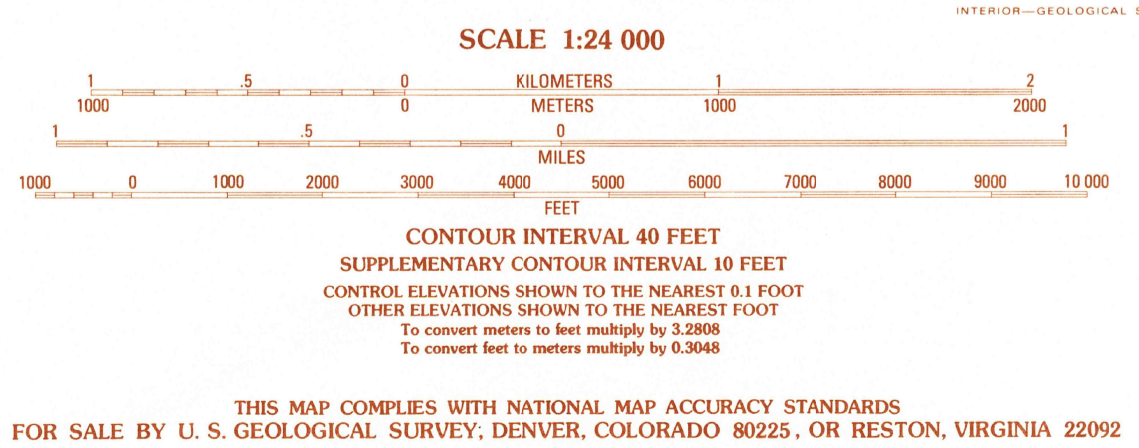 INTERIOR—GEOLOGICAL
SCALE 1:24 000
1 .5 0 KILOMETERS 1 2
1000 0 METERS 1000 2000
1 .5 0 1
MILES
1000 0 1000 2000 3000 4000 5000 6000 7000 8000 9000 10 000
FEET
CONTOUR INTERVAL 40 FEET
SUPPLEMENTARY CONTOUR INTERVAL 10 FEET
CONTROL ELEVATIONS SHOWN TO THE NEAREST 0.1 FOOT
OTHER ELEVATIONS SHOWN TO THE NEAREST FOOT
To convert meters to feet multiply by 3.2808
To convert feet to meters multiply by 0.3048
THIS MAP COMPLIES WITH NATIONAL MAP ACCURACY STANDARDS
FOR SALE BY U. S. GEOLOGICAL SURVEY, DENVER, COLORADO 80225, OR RESTON, VIRGINIA 22092